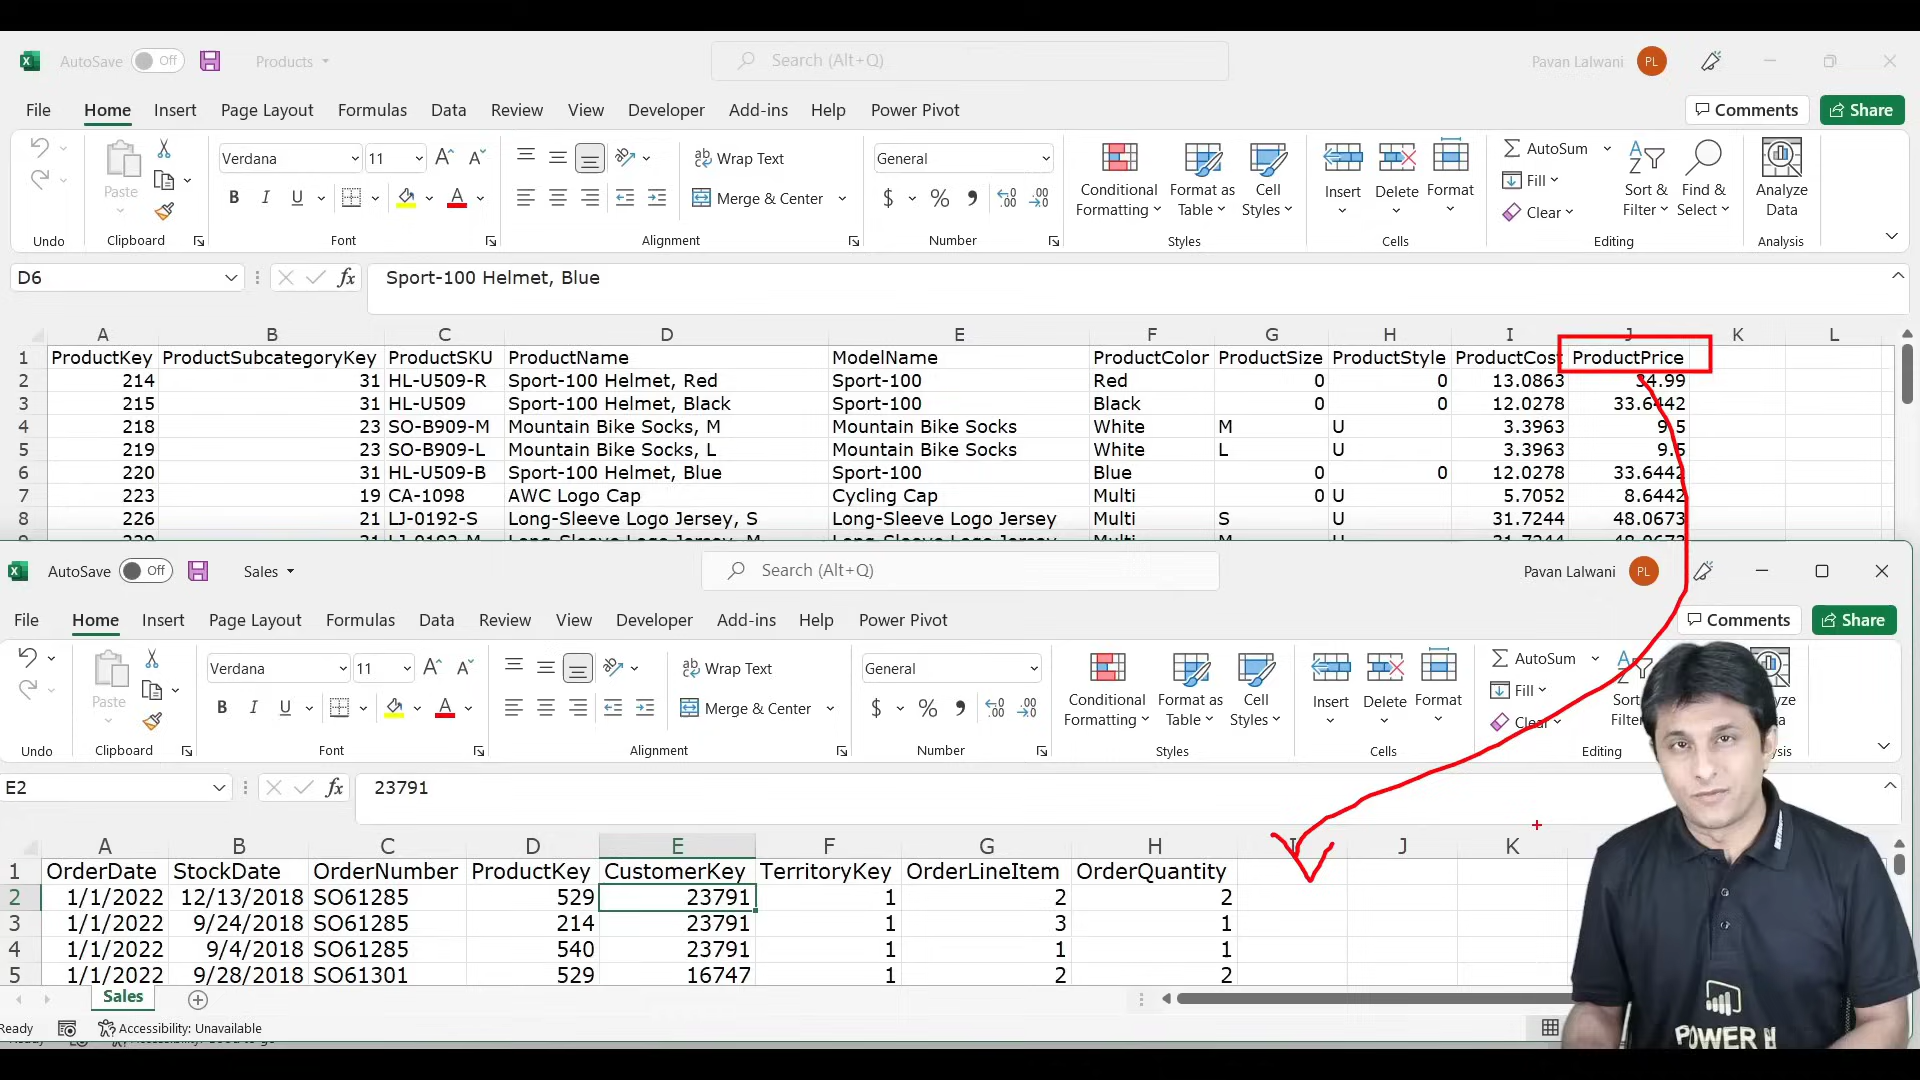 AutoSave Off Products Search (Alt+Q) Pavan Lalwani PL
File Home Insert Page Layout Formulas Data Review View Developer Add-ins Help Power Pivot Comments Share
Verdana 11 Wrap Text General AutoSum
Paste Merge & Center Conditional Formatting Format as Table Cell Styles Insert Delete Format Fill Clear Sort & Filter Find & Select Analyze Data
Undo Clipboard Font Alignment Number Styles Cells Editing Analysis
D6 fx Sport-100 Helmet, Blue
A B C D E F G H I J K L
1 ProductKey ProductSubcategoryKey ProductSKU ProductName ModelName ProductColor ProductSize ProductStyle ProductCost ProductPrice
2 214 31 HL-U509-R Sport-100 Helmet, Red Sport-100 Red 0 0 13.0863 34.99
3 215 31 HL-U509 Sport-100 Helmet, Black Sport-100 Black 0 0 12.0278 33.6442
4 218 23 SO-B909-M Mountain Bike Socks, M Mountain Bike Socks White M U 3.3963 9.5
5 219 23 SO-B909-L Mountain Bike Socks, L Mountain Bike Socks White L U 3.3963 9.5
6 220 31 HL-U509-B Sport-100 Helmet, Blue Sport-100 Blue 0 0 12.0278 33.6442
7 223 19 CA-1098 AWC Logo Cap Cycling Cap Multi 0 U 5.7052 8.6442
8 226 21 LJ-0192-S Long-Sleeve Logo Jersey, S Long-Sleeve Logo Jersey Multi S U 31.7244 48.0673
AutoSave Off Sales Search (Alt+Q) Pavan Lalwani PL
File Home Insert Page Layout Formulas Data Review View Developer Add-ins Help Power Pivot Comments Share
Verdana 11 Wrap Text General AutoSum
Paste Merge & Center Conditional Formatting Format as Table Cell Styles Insert Delete Format Fill Clear
Undo Clipboard Font Alignment Number Styles Cells Editing
E2 fx 23791
A B C D E F G H I J K
1 OrderDate StockDate OrderNumber ProductKey CustomerKey TerritoryKey OrderLineItem OrderQuantity
2 1/1/2022 12/13/2018 SO61285 529 23791 1 2 2
3 1/1/2022 9/24/2018 SO61285 214 23791 1 3 1
4 1/1/2022 9/4/2018 SO61285 540 23791 1 1 1
5 1/1/2022 9/28/2018 SO61301 529 16747 1 2 2
Sales
Ready Accessibility: Unavailable
POWER